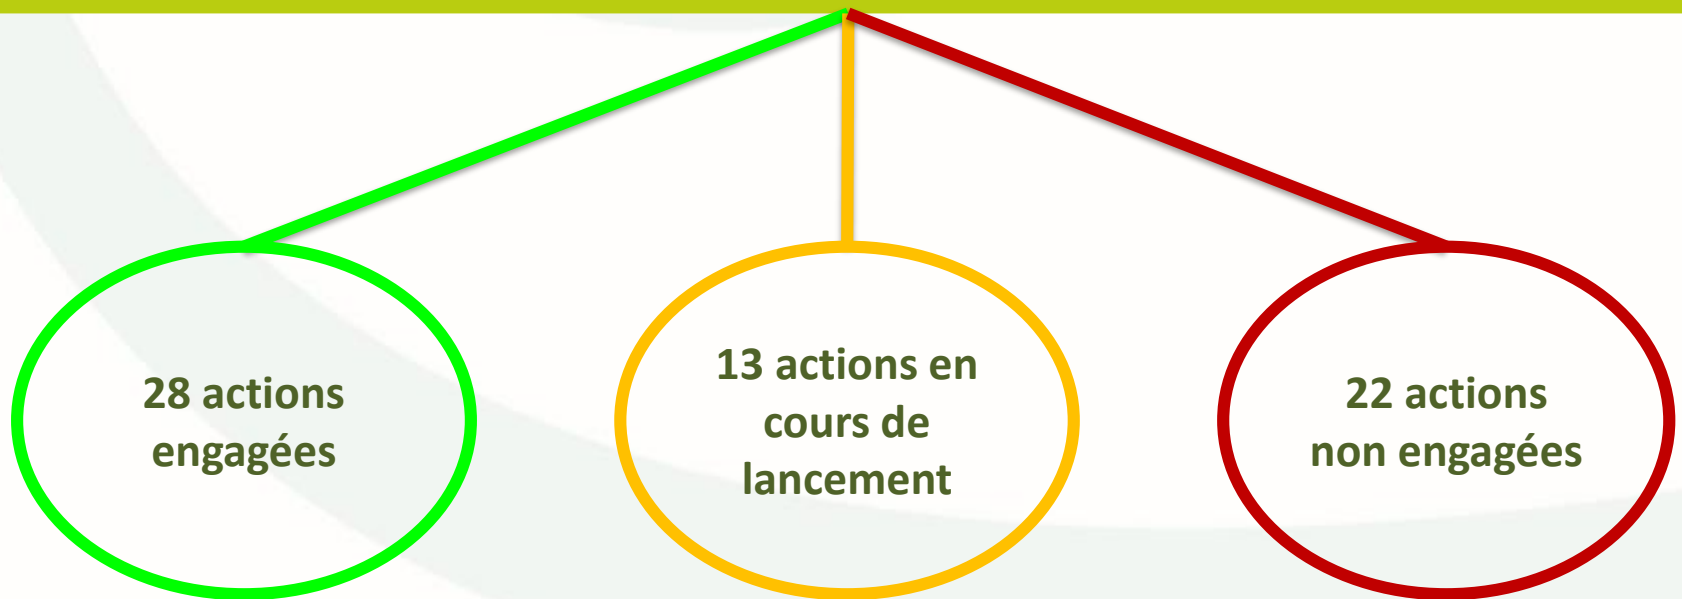 28 actions
engagées
13 actions en
cours de
lancement
22 actions
non engagées